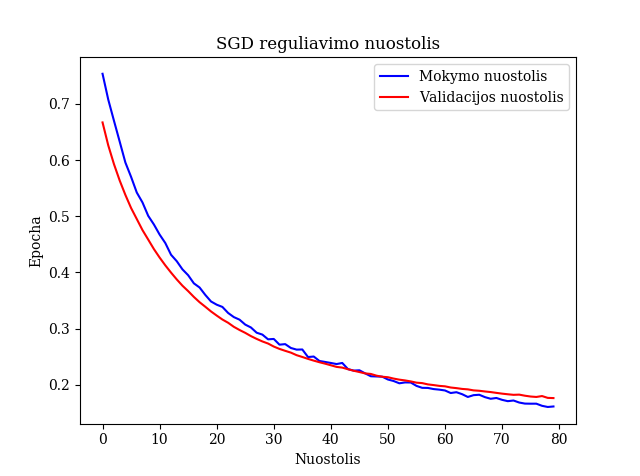 SGD reguliavimo nuostolis
Mokymo nuostolis
Validacijos nuostolis
Epocha
0.7
0.6
0.5
0.4
0.3
0.2
0 10 20 30 40 50 60 70 80
Nuostolis